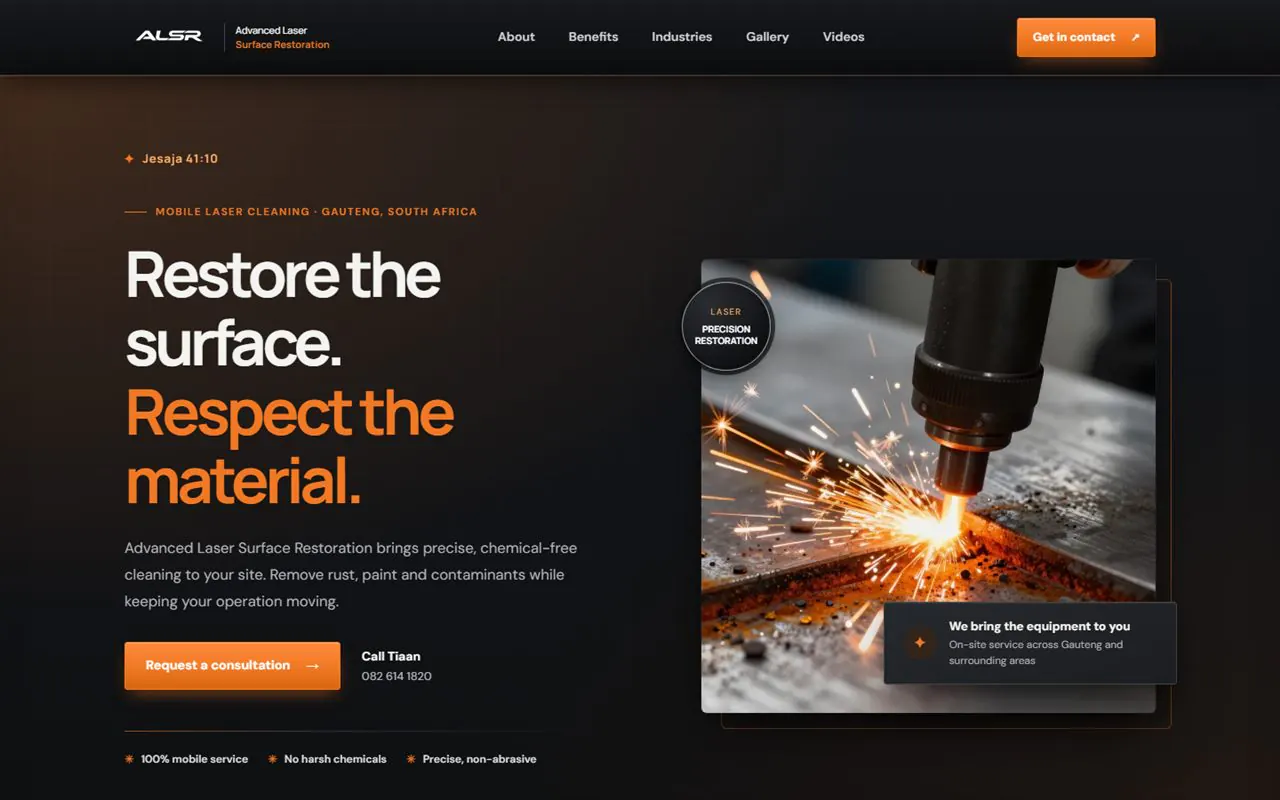 ALSR
Advanced Laser
Surface Restoration
About
Benefits
Industries
Gallery
Videos
Get in contact ↗
✦ Jesaja 41:10
MOBILE LASER CLEANING · GAUTENG, SOUTH AFRICA
Restore the
surface.
Respect the
material.
Advanced Laser Surface Restoration brings precise, chemical-free
cleaning to your site. Remove rust, paint and contaminants while
keeping your operation moving.
Request a consultation →
Call Tiaan
082 614 1820
100% mobile service
No harsh chemicals
Precise, non-abrasive
LASER
PRECISION
RESTORATION
We bring the equipment to you
On-site service across Gauteng and
surrounding areas